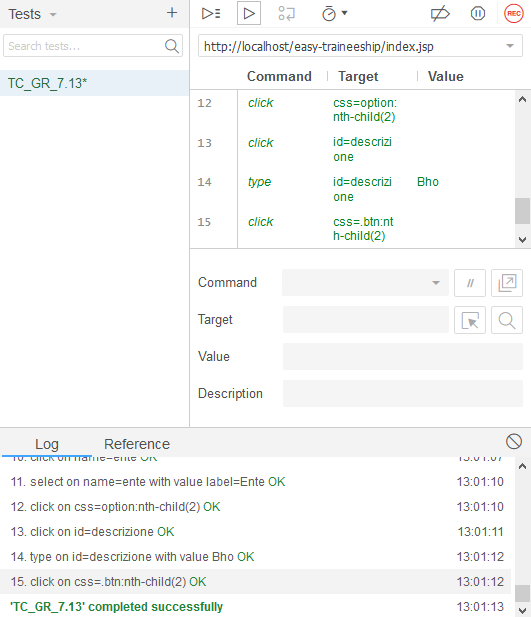 Tests
+
REC
Search tests....
http://localhost/easy-traineeship/index.jsp
TC_GR_7.13*
Command Target Value
12 click css=option:
nth-child(2)
13 click id=descrizi
one
14 type id=descrizi Bho
one
15 click css=.btn:nt
h-child(2)
Command
//
Target
Value
Description
Log Reference
10. click on name=ente OK 13:01:07
11. select on name=ente with value label=Ente OK 13:01:10
12. click on css=option:nth-child(2) OK 13:01:10
13. click on id=descrizione OK 13:01:11
14. type on id=descrizione with value Bho OK 13:01:12
15. click on css=.btn:nth-child(2) OK 13:01:12
'TC_GR_7.13' completed successfully 13:01:13